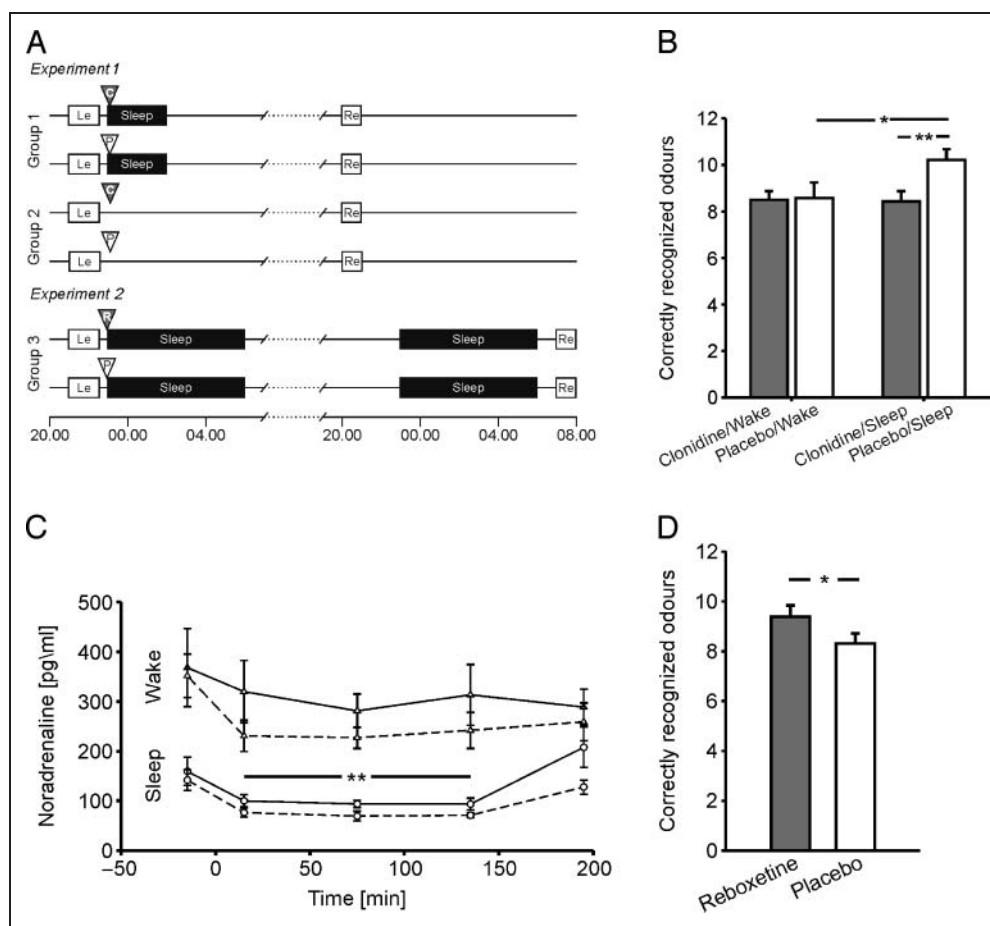 A
Experiment 1
Group 1
C
Le Sleep Re
P
Le Sleep Re
Group 2
C
Le Re
P
Le Re
Experiment 2
Group 3
R
Le Sleep Sleep Re
P
Le Sleep Sleep Re
20.00 00.00 04.00 20.00 00.00 04.00 08.00
B
Correctly recognized odours
12
10
8
6
4
2
0
*
**
Clonidine/Wake
Placebo/Wake
Clonidine/Sleep
Placebo/Sleep
C
Noradrenaline [pg\ml]
500
400
300
200
100
0
Wake
Sleep
**
−50 0 50 100 150 200
Time [min]
D
Correctly recognized odours
12
10
8
6
4
2
0
*
Reboxetine
Placebo